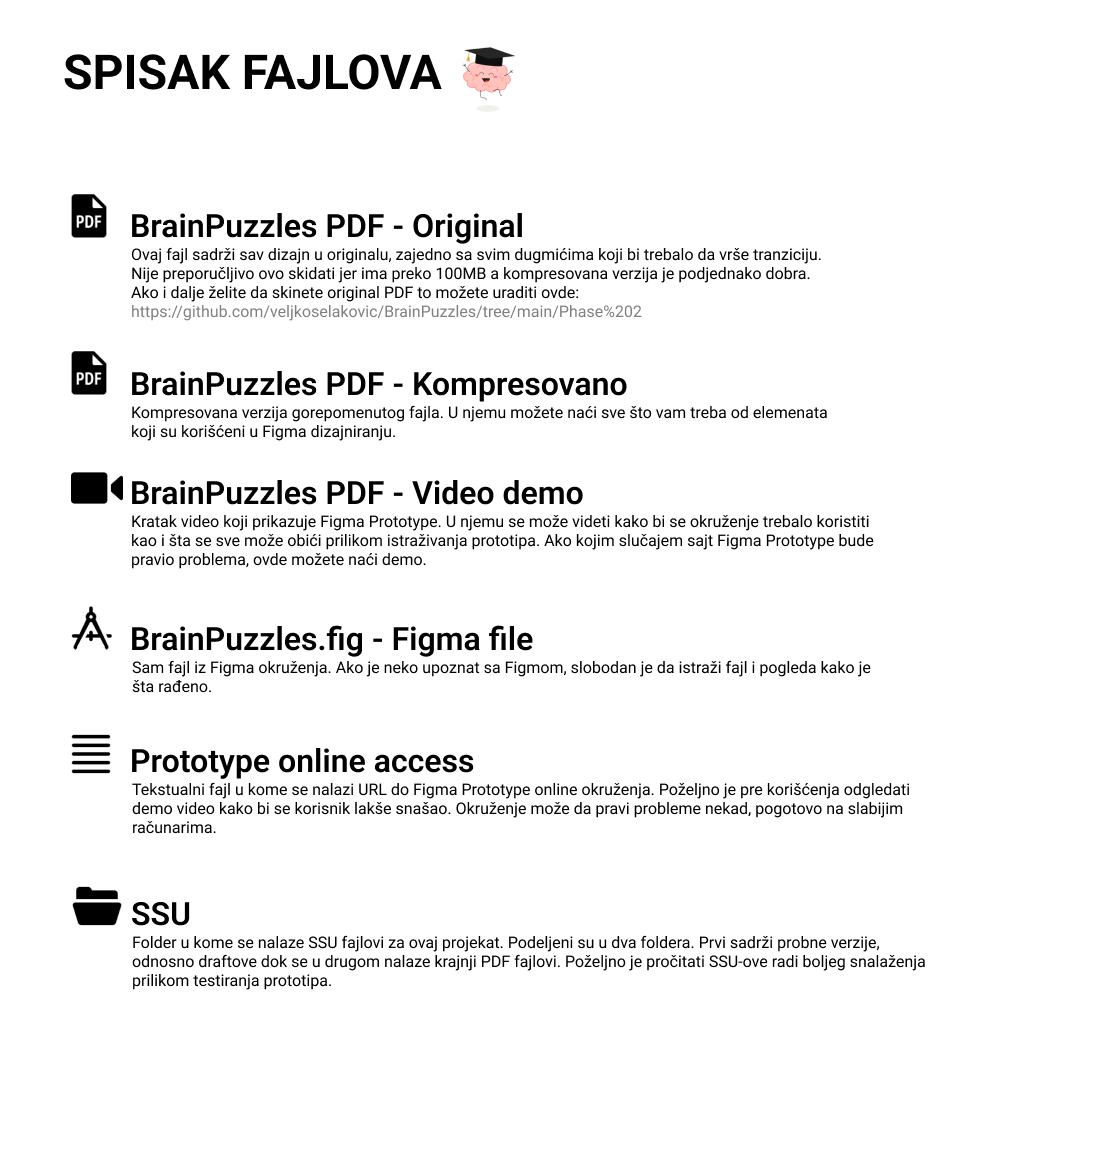 SPISAK FAJLOVA
PDF
BrainPuzzles PDF - Original
Ovaj fajl sadrži sav dizajn u originalu, zajedno sa svim dugmićima koji bi trebalo da vrše tranziciju.
Nije preporučljivo ovo skidati jer ima preko 100MB a kompresovana verzija je podjednako dobra.
Ako i dalje želite da skinete original PDF to možete uraditi ovde:
https://github.com/veljkoselakovic/BrainPuzzles/tree/main/Phase%202
PDF
BrainPuzzles PDF - Kompresovano
Kompresovana verzija gorepomenutog fajla. U njemu možete naći sve što vam treba od elemenata
koji su korišćeni u Figma dizajniranju.
BrainPuzzles PDF - Video demo
Kratak video koji prikazuje Figma Prototype. U njemu se može videti kako bi se okruženje trebalo koristiti
kao i šta se sve može obići prilikom istraživanja prototipa. Ako kojim slučajem sajt Figma Prototype bude
pravio problema, ovde možete naći demo.
BrainPuzzles.fig - Figma file
Sam fajl iz Figma okruženja. Ako je neko upoznat sa Figmom, slobodan je da istraži fajl i pogleda kako je
šta rađeno.
Prototype online access
Tekstualni fajl u kome se nalazi URL do Figma Prototype online okruženja. Poželjno je pre korišćenja odgledati
demo video kako bi se korisnik lakše snašao. Okruženje može da pravi probleme nekad, pogotovo na slabijim
računarima.
SSU
Folder u kome se nalaze SSU fajlovi za ovaj projekat. Podeljeni su u dva foldera. Prvi sadrži probne verzije,
odnosno draftove dok se u drugom nalaze krajnji PDF fajlovi. Poželjno je pročitati SSU-ove radi boljeg snalaženja
prilikom testiranja prototipa.